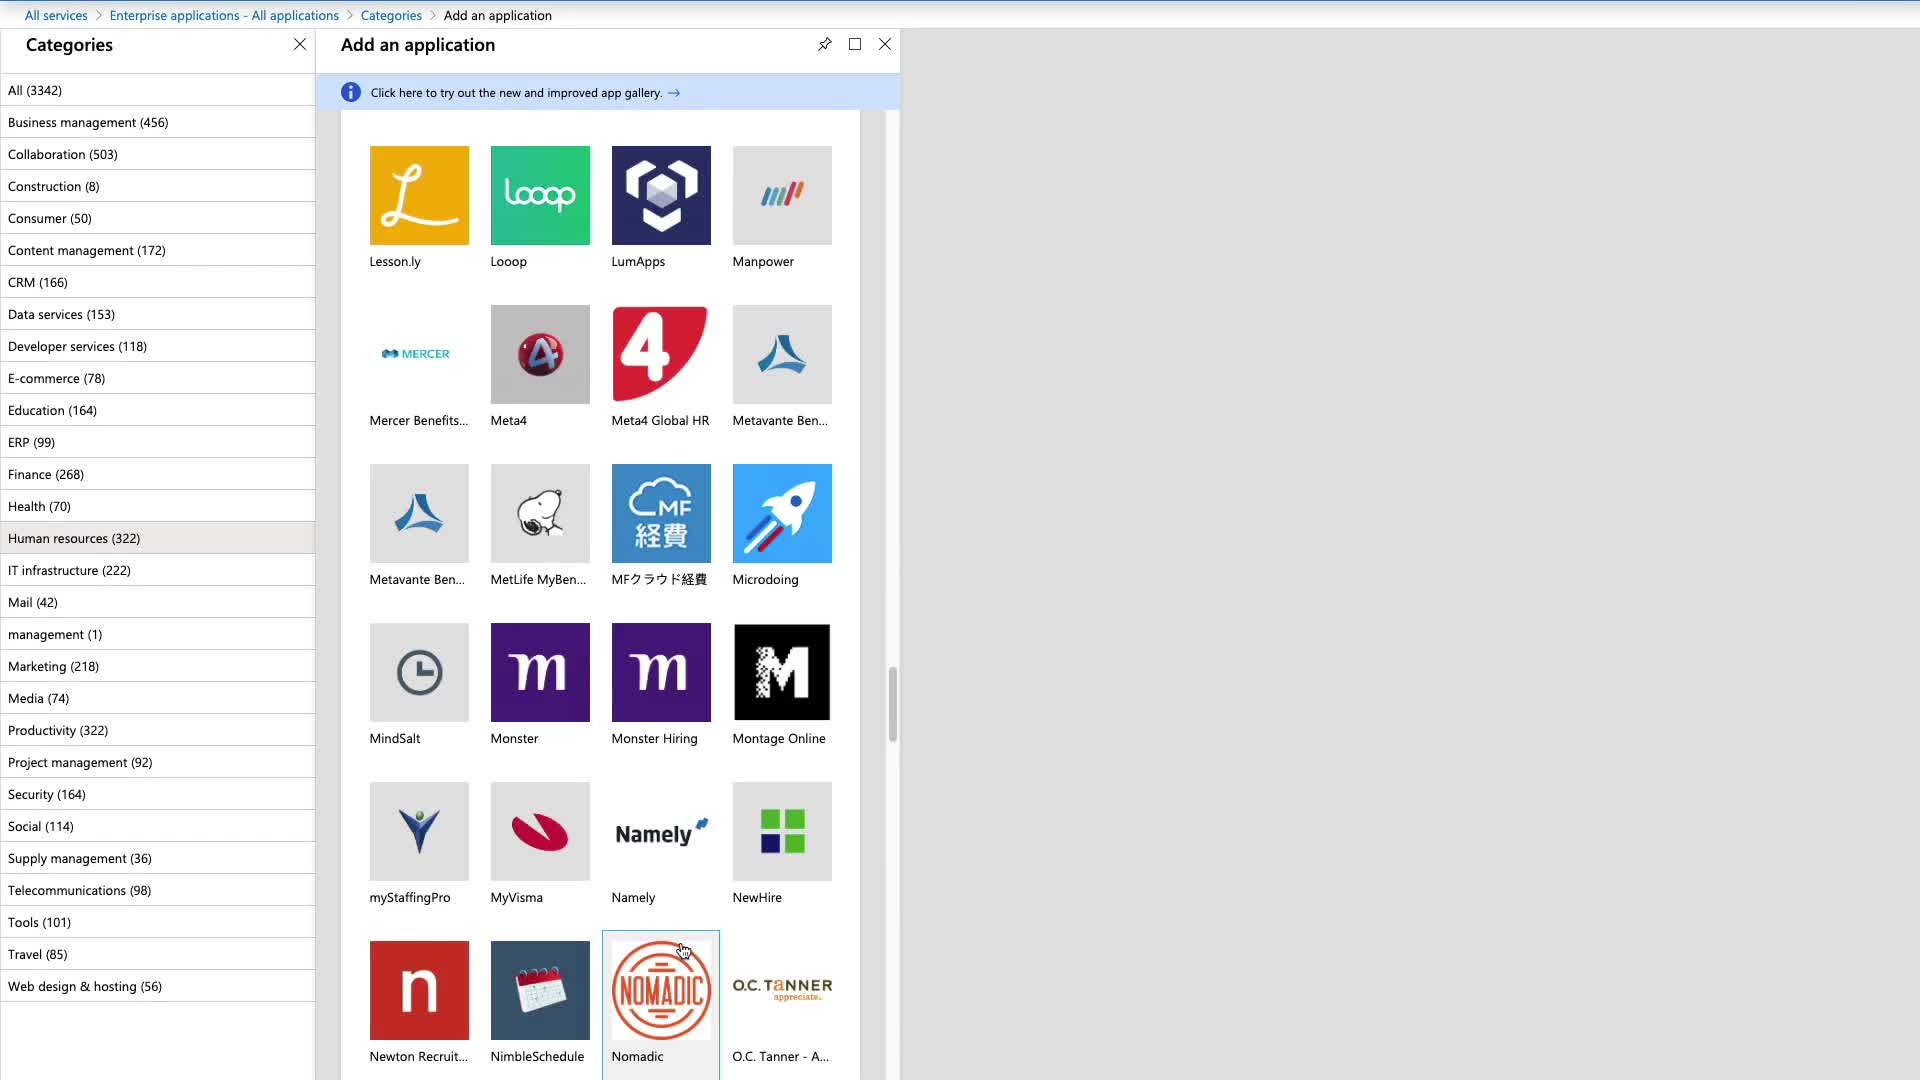 All services > Enterprise applications - All applications > Categories > Add an application
Categories
All (3342)
Business management (456)
Collaboration (503)
Construction (8)
Consumer (50)
Content management (172)
CRM (166)
Data services (153)
Developer services (118)
E-commerce (78)
Education (164)
ERP (99)
Finance (268)
Health (70)
Human resources (322)
IT infrastructure (222)
Mail (42)
management (1)
Marketing (218)
Media (74)
Productivity (322)
Project management (92)
Security (164)
Social (114)
Supply management (36)
Telecommunications (98)
Tools (101)
Travel (85)
Web design & hosting (56)
Add an application
Click here to try out the new and improved app gallery. →
L
Looop
Lesson.ly
Looop
LumApps
Manpower
MERCER
4
4
Mercer Benefits...
Meta4
Meta4 Global HR
Metavante Ben...
MF
経費
Metavante Ben...
MetLife MyBen...
MFクラウド経費
Microdoing
m
m
M
MindSalt
Monster
Monster Hiring
Montage Online
Namely
myStaffingPro
MyVisma
Namely
NewHire
n
NOMADIC
O.C. TANNER
appreciate.
Newton Recruit...
NimbleSchedule
Nomadic
O.C. Tanner - A...